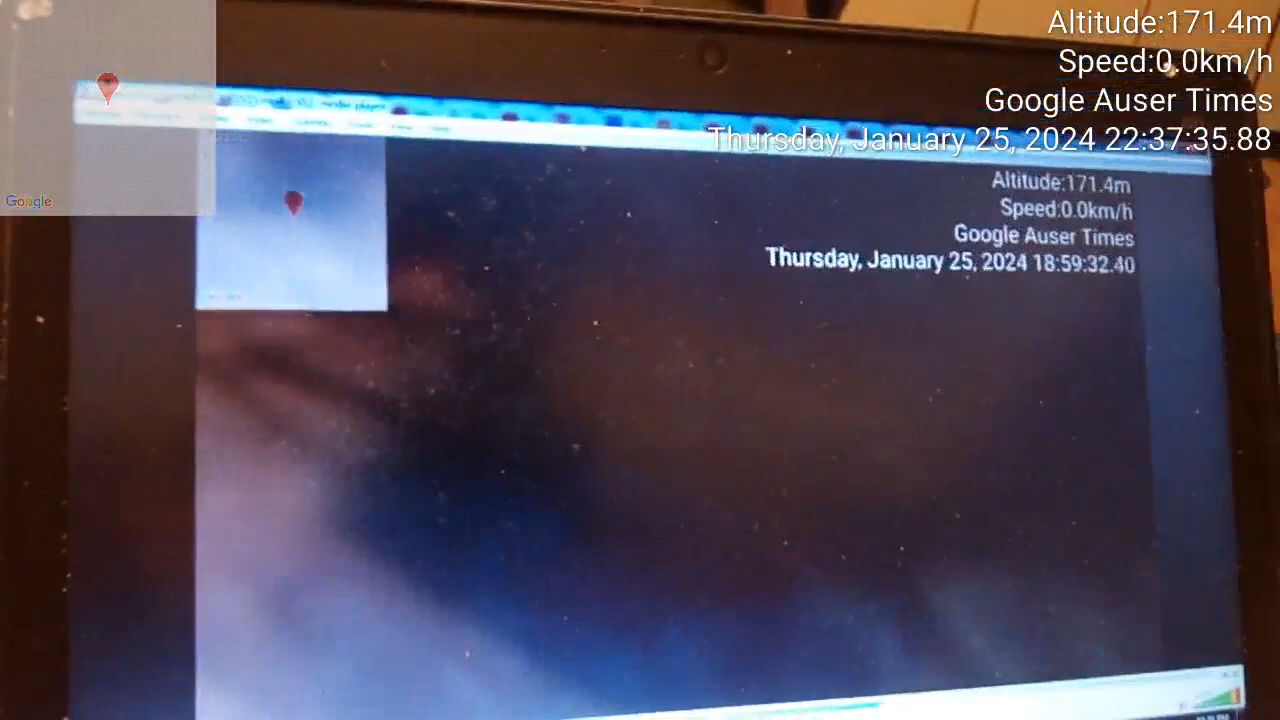 Altitude:171.4m
Speed:0.0km/h
Google Auser Times
Thursday, January 25, 2024 22:37:35.88
Google
Altitude:171.4m
Speed:0.0km/h
Google Auser Times
Thursday, January 25, 2024 18:59:32.40